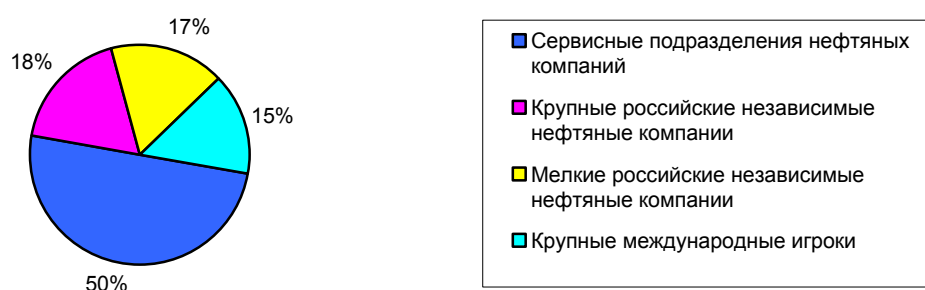 17%
18%
15%
50%
Сервисные подразделения нефтяных
компаний
Крупные российские независимые
нефтяные компании
Мелкие российские независимые
нефтяные компании
Крупные международные игроки